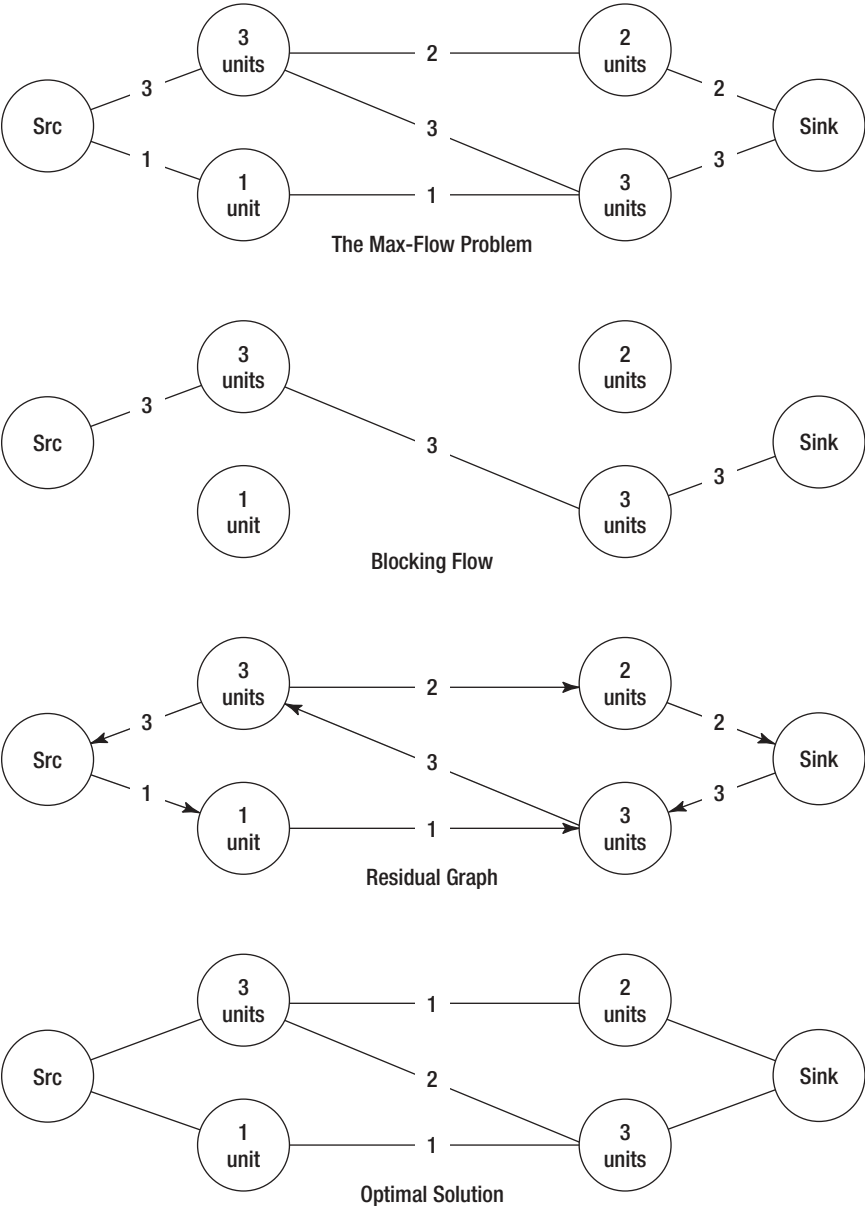 3
units
2
2
units
3
2
Src
Sink
3
1
3
1
unit
1
3
units
The Max-Flow Problem
3
units
2
units
3
Src
3
Sink
3
1
unit
3
units
Blocking Flow
3
units
2
2
units
3
2
Src
3
Sink
1
3
1
unit
1
3
units
Residual Graph
3
units
1
2
units
Src
2
Sink
1
unit
1
3
units
Optimal Solution